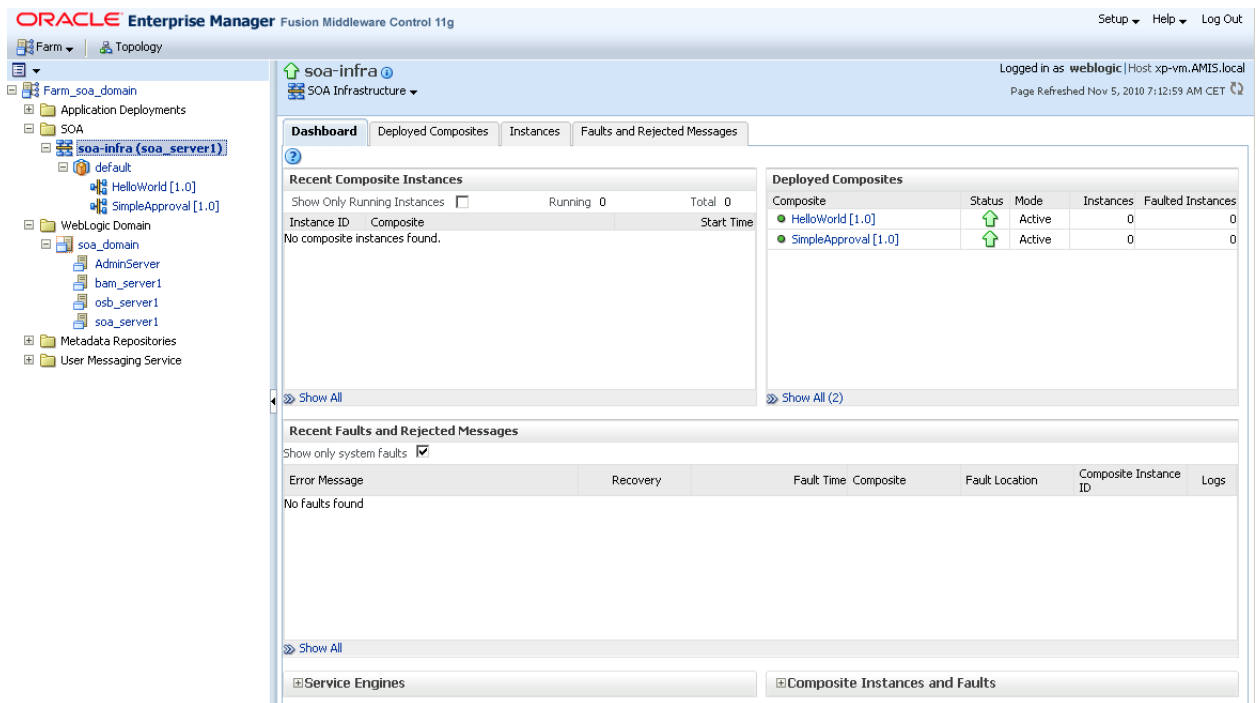 ORACLE Enterprise Manager Fusion Middleware Control 11g
Setup Help Log Out
Farm Topology
Farm_soa_domain
Application Deployments
SOA
soa-infra (soa_server1)
default
HelloWorld [1.0]
SimpleApproval [1.0]
WebLogic Domain
soa_domain
AdminServer
bam_server1
osb_server1
soa_server1
Metadata Repositories
User Messaging Service
soa-infra
SOA Infrastructure
Logged in as weblogic|Host xp-vm.AMIS.local
Page Refreshed Nov 5, 2010 7:12:59 AM CET
Dashboard Deployed Composites Instances Faults and Rejected Messages
?
Recent Composite Instances
Show Only Running Instances Running 0 Total 0
Instance ID Composite Start Time
No composite instances found.
Show All
Deployed Composites
Composite Status Mode Instances Faulted Instances
HelloWorld [1.0] Active 0 0
SimpleApproval [1.0] Active 0 0
Show All (2)
Recent Faults and Rejected Messages
Show only system faults
Error Message Recovery Fault Time Composite Fault Location Composite Instance ID Logs
No faults found
Show All
Service Engines
Composite Instances and Faults